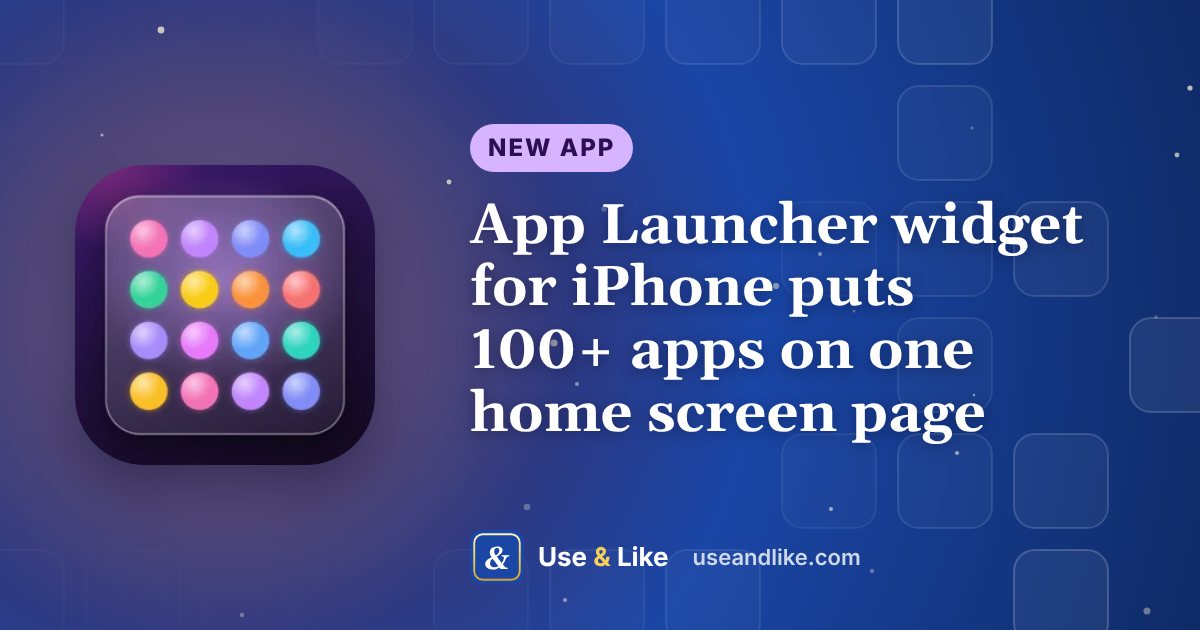 NEW APP
App Launcher widget
for iPhone puts
100+ apps on one
home screen page
& Use & Like useandlike.com